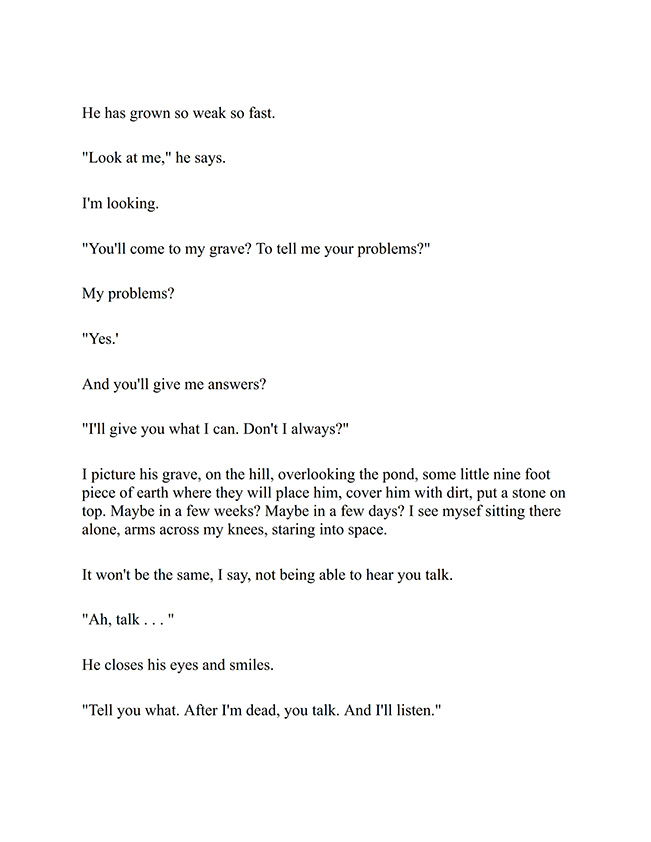 He has grown so weak so fast.
"Look at me," he says.
I'm looking.
"You'll come to my grave? To tell me your problems?"
My problems?
"Yes.'
And you'll give me answers?
"I'll give you what I can. Don't I always?"
I picture his grave, on the hill, overlooking the pond, some little nine foot
piece of earth where they will place him, cover him with dirt, put a stone on
top. Maybe in a few weeks? Maybe in a few days? I see mysef sitting there
alone, arms across my knees, staring into space.
It won't be the same, I say, not being able to hear you talk.
"Ah, talk . . . "
He closes his eyes and smiles.
"Tell you what. After I'm dead, you talk. And I'll listen."